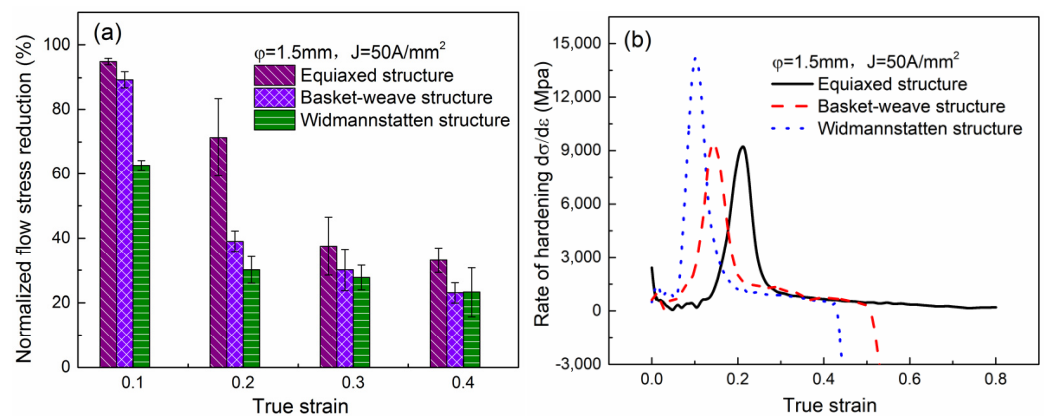 (a)
φ=1.5mm, J=50A/mm²
Equiaxed structure
Basket-weave structure
Widmannstatten structure
Normalized flow stress reduction (%)
100
80
60
40
20
0
0.1 0.2 0.3 0.4
True strain
(b)
φ=1.5mm, J=50A/mm²
Equiaxed structure
Basket-weave structure
Widmannstatten structure
Rate of hardening dσ/dε (Mpa)
15,000
12,000
9,000
6,000
3,000
0
-3,000
0.0 0.2 0.4 0.6 0.8
True strain